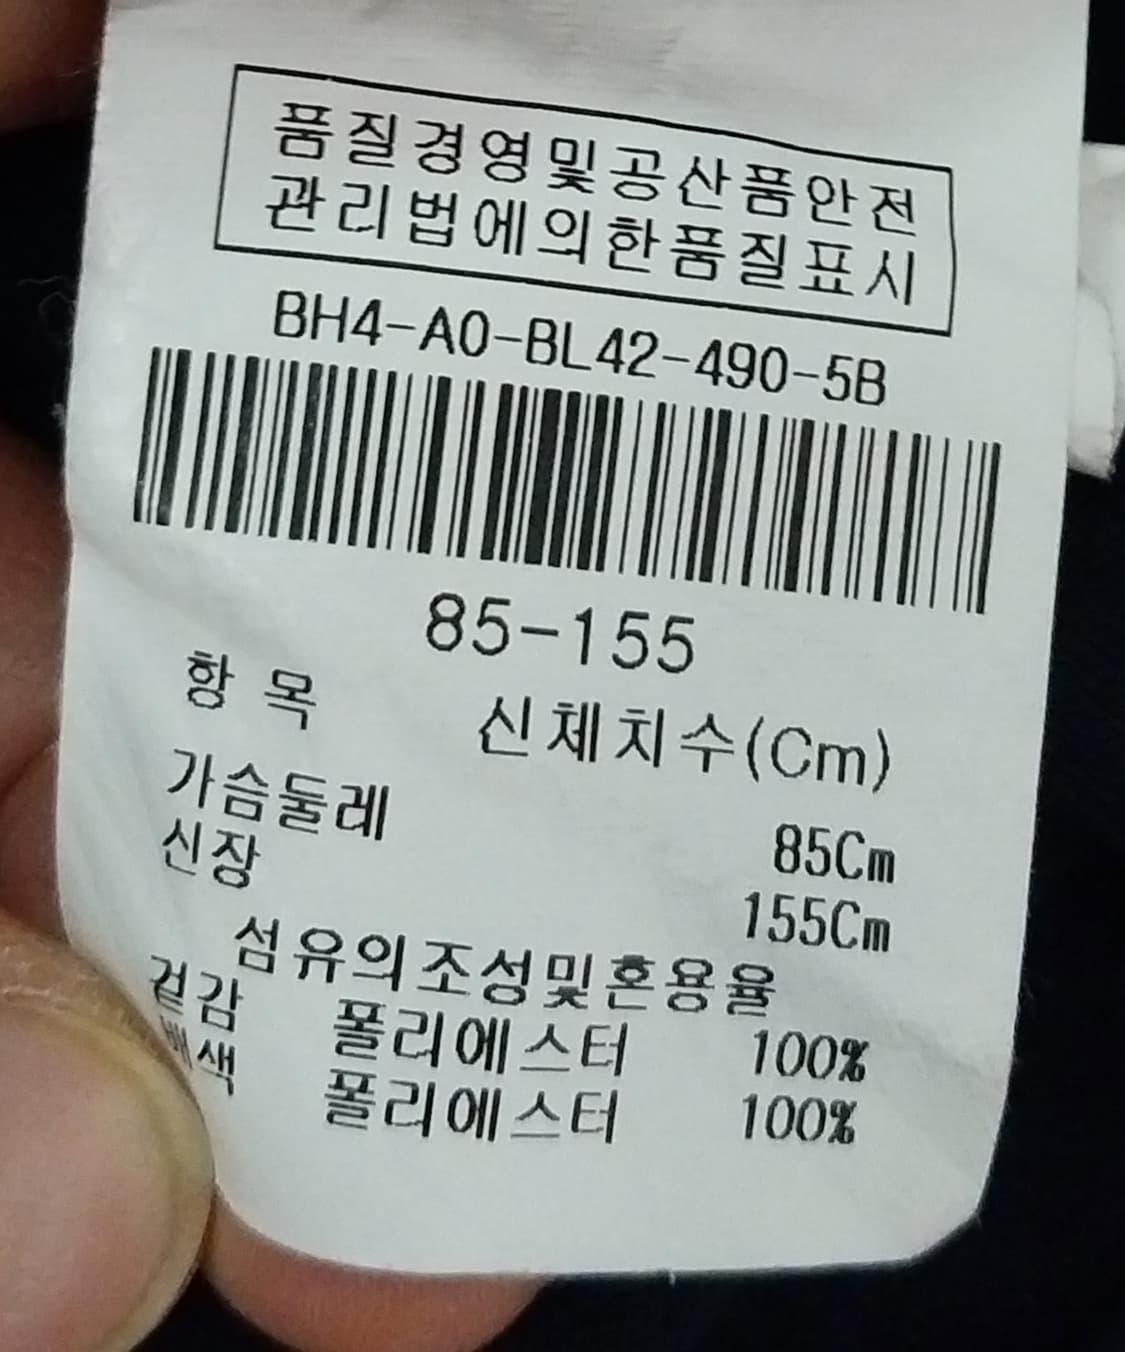 품질경영및공산품안전
관리법에의한품질표시
BH4-A0-BL42-490-5B
85-155
항목 신체치수(Cm)
가슴둘레 85Cm
신장 155Cm
섬유의조성및혼용율
겉감 폴리에스터 100%
배색 폴리에스터 100%